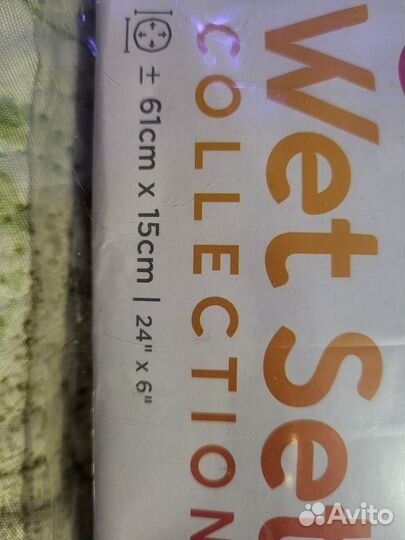 Wet Set
COLLECTION
± 61cm x 15cm | 24" x 6"
Avito